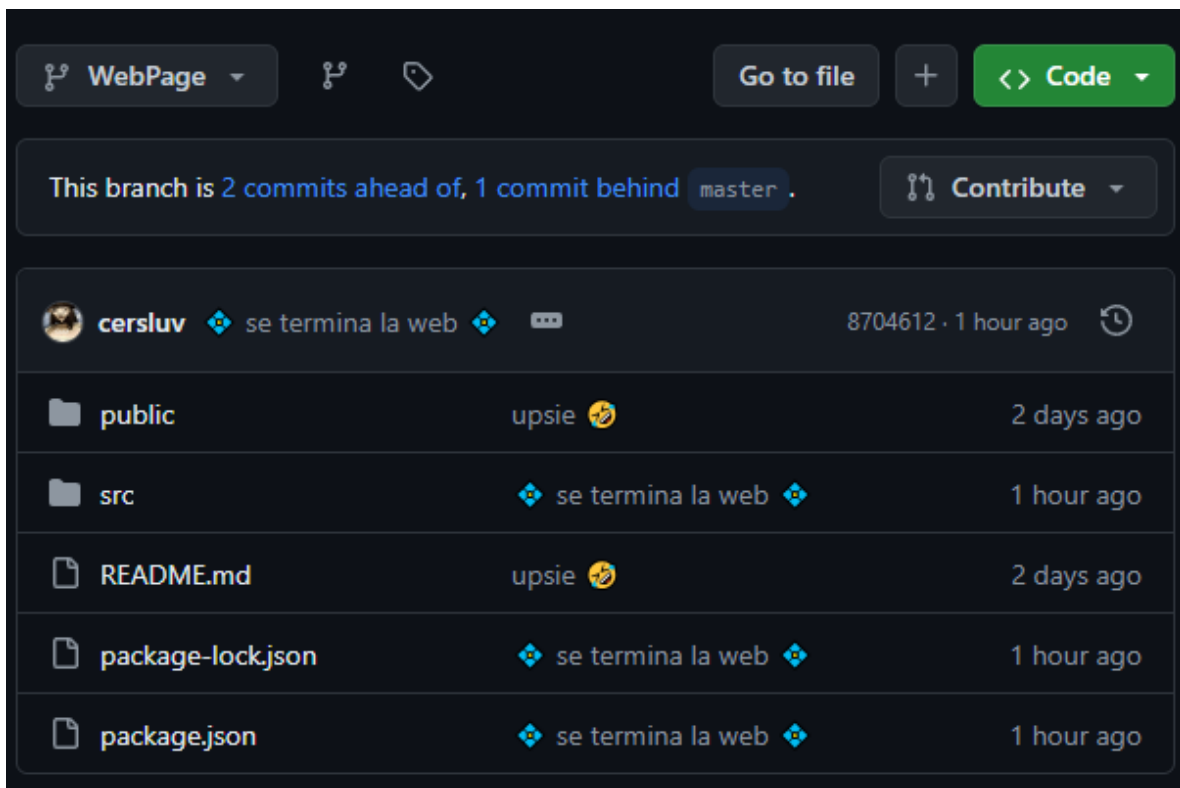 WebPage Go to file Code
This branch is 2 commits ahead of, 1 commit behind master.
Contribute
cersluv 💠 se termina la web 💠 8704612 · 1 hour ago
public upsie 🤣 2 days ago
src 💠 se termina la web 💠 1 hour ago
README.md upsie 🤣 2 days ago
package-lock.json 💠 se termina la web 💠 1 hour ago
package.json 💠 se termina la web 💠 1 hour ago